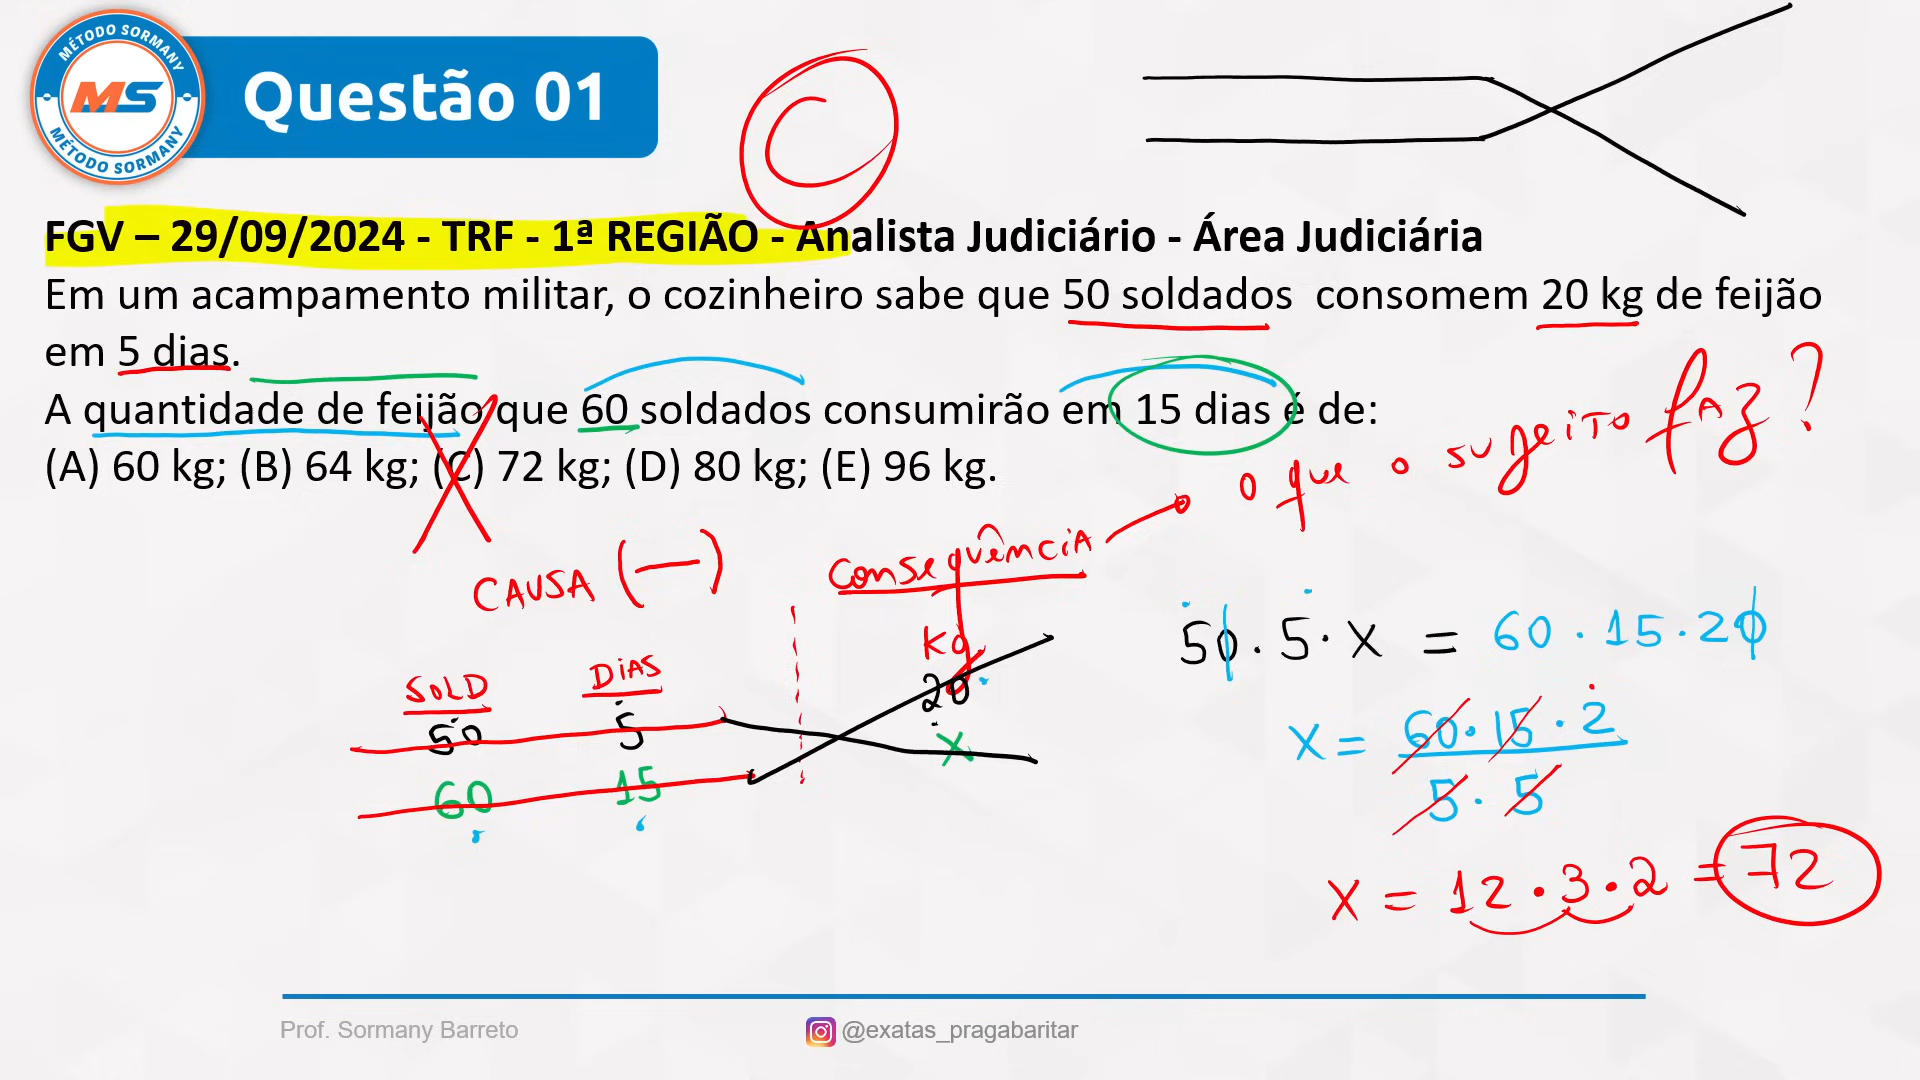 MÉTODO SORMANY
MS
MÉTODO SORMANY
Questão 01
C
FGV – 29/09/2024 - TRF - 1ª REGIÃO - Analista Judiciário - Área Judiciária
Em um acampamento militar, o cozinheiro sabe que 50 soldados consomem 20 kg de feijão
em 5 dias.
A quantidade de feijão que 60 soldados consumirão em 15 dias é de:
(A) 60 kg; (B) 64 kg; (C) 72 kg; (D) 80 kg; (E) 96 kg.
o que o sugeito faz?
CAUSA (—) Consequência
SOLD DIAS Kg
50 5 20
60 15 x
50 . 5 . x = 60 . 15 . 20
x = 60 . 15 . 2
5 . 5
x = 12 . 3 . 2 = 72
Prof. Sormany Barreto @exatas_pragabaritar